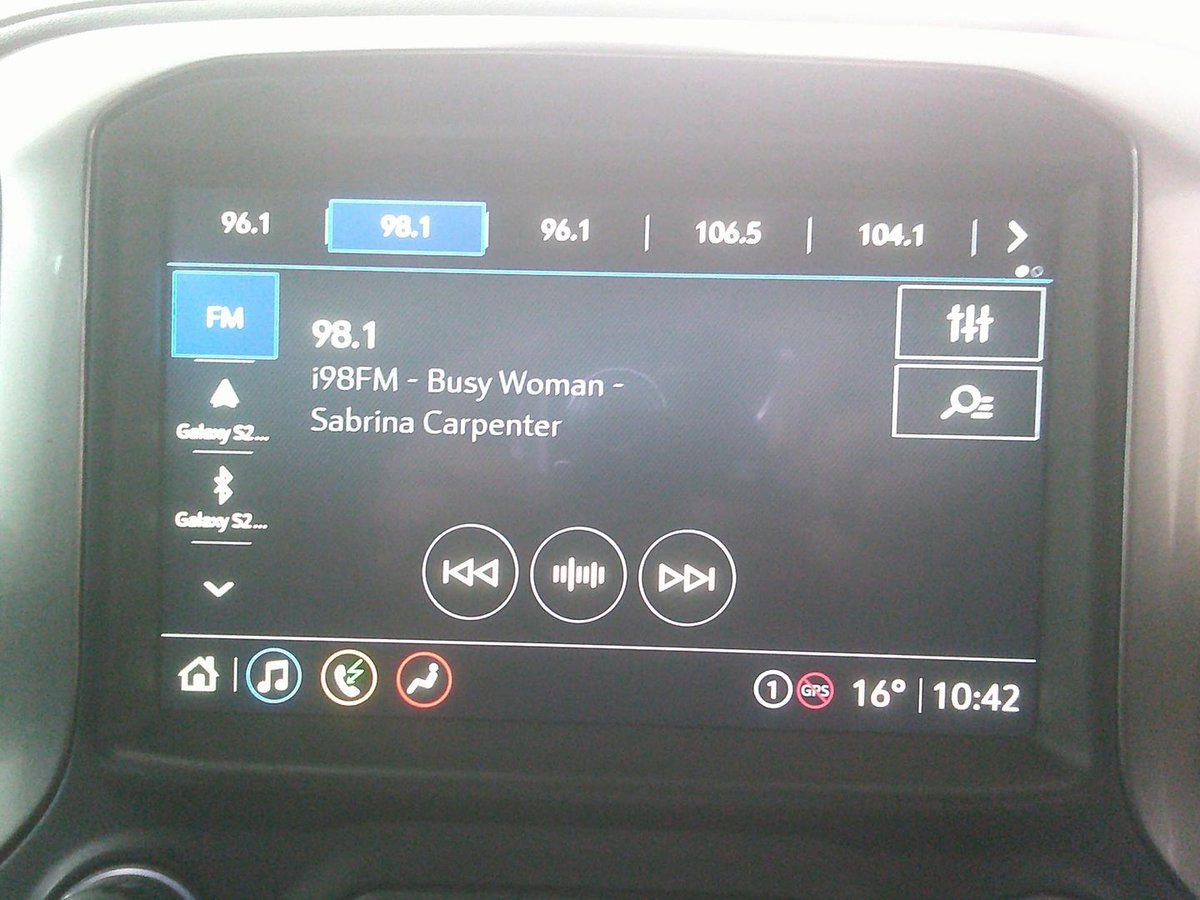 96.1 98.1 96.1 106.5 104.1
FM
98.1
i98FM - Busy Woman -
Sabrina Carpenter
Galaxy S2...
Galaxy S2...
1 GPS 16° 10:42